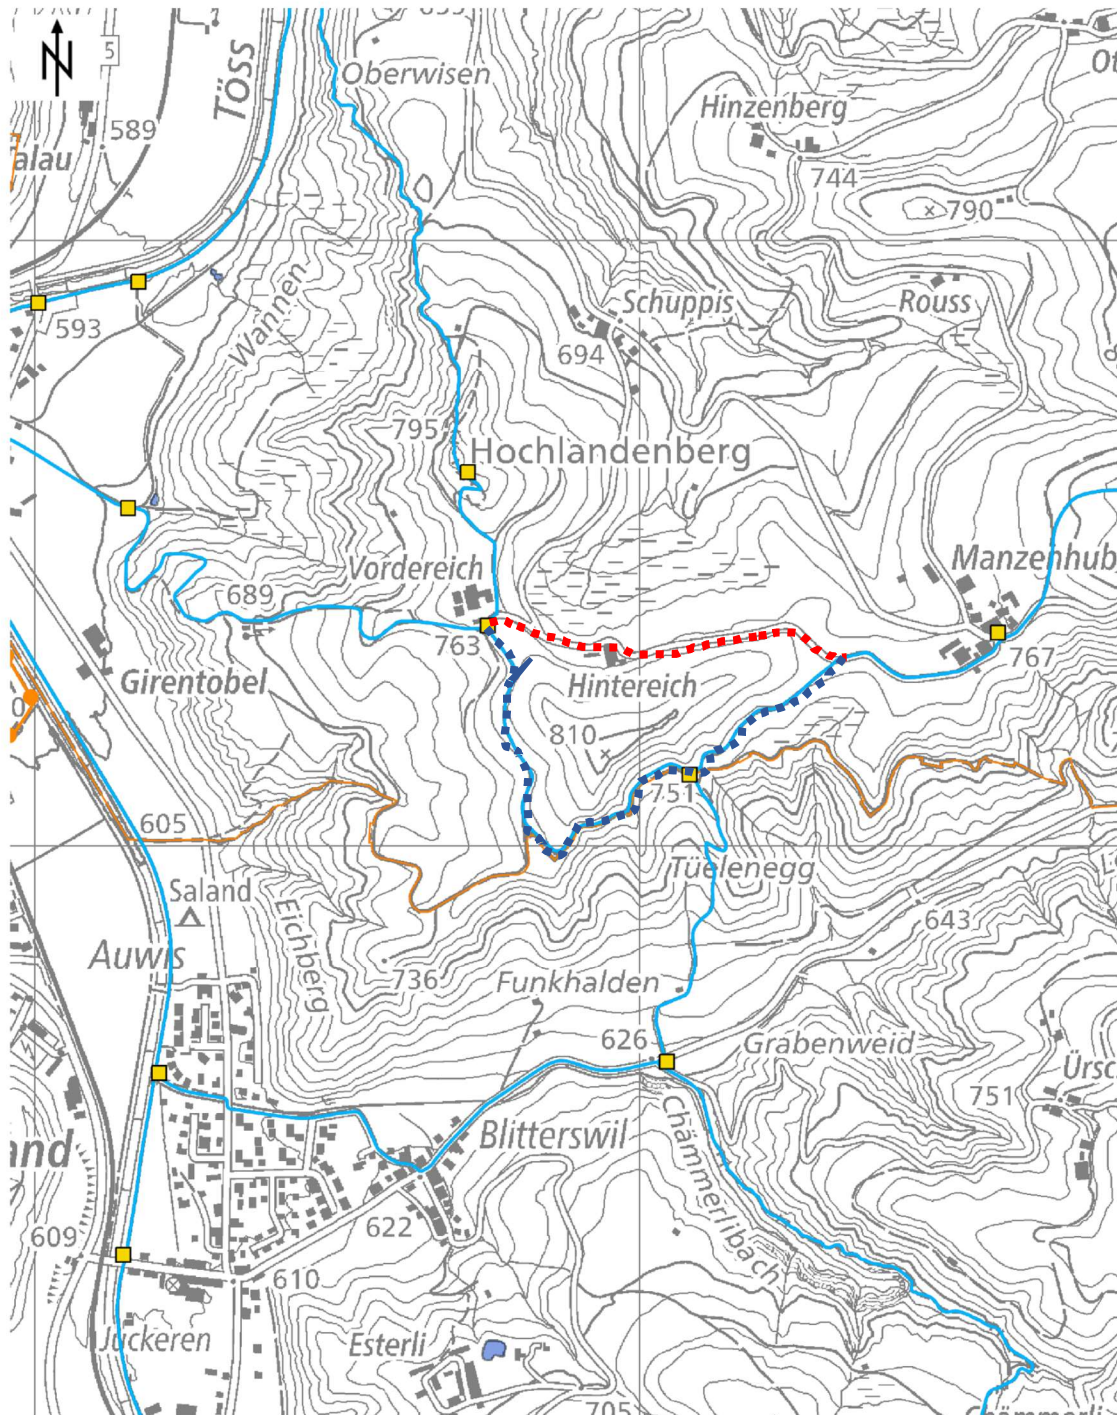 N
5
Töss
Oberwisen
Hinzenberg
589
alau
744
790
Wannen
Schuppis
Rouss
593
694
795
Hochlandenberg
Vordereich
Manzenhub
689
763
767
Girentobel
Hintereich
810
751
605
Tüelenegg
Saland
Eichberg
643
Auwis
736
Funkhalden
626
Grabenweid
Ürsc
751
Chämmerlibach
Blitterswil
and
622
609
610
Juckeren
Esterli
705